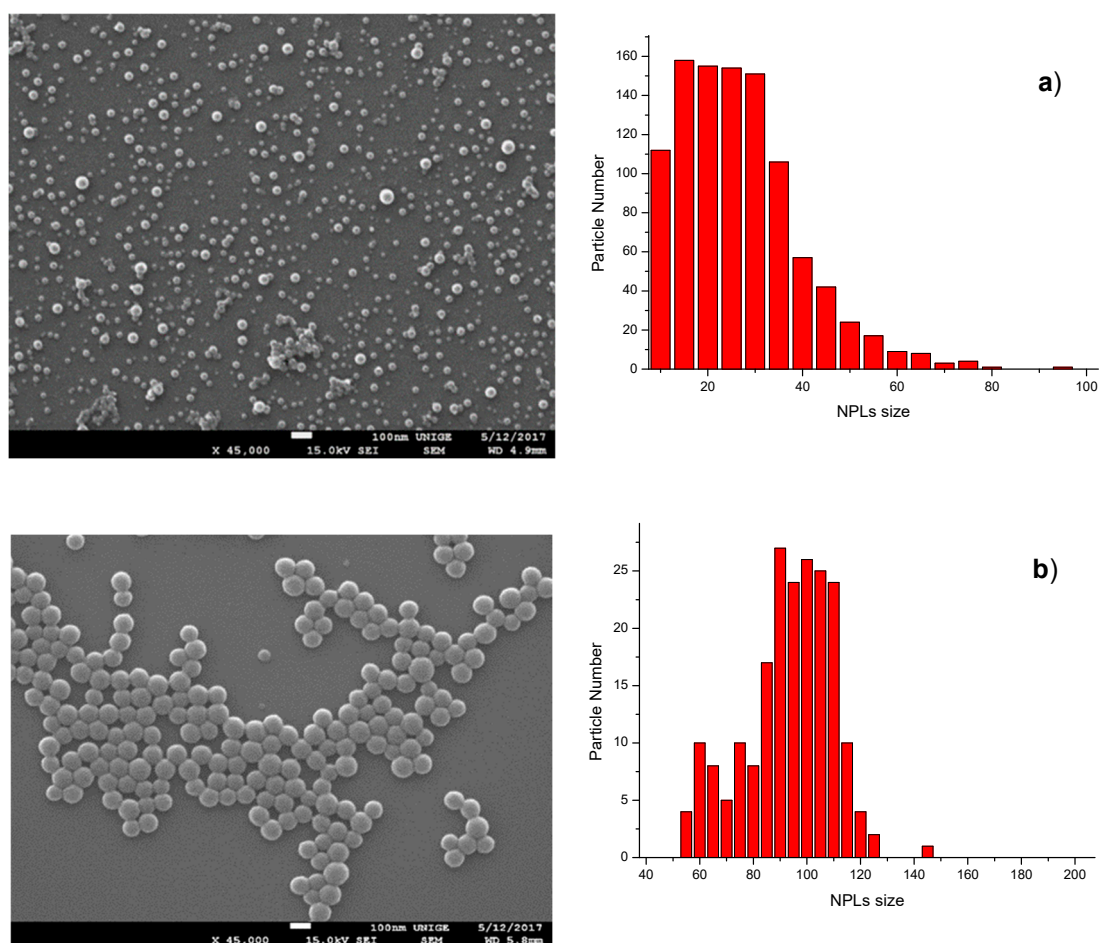 160
140
120
100
80
60
40
20
0
Particle Number
20 40 60 80 100
NPLs size
a)
100nm UNIGE 5/12/2017
X 45,000 15.0kV SEI SEM WD 4.9mm
25
20
15
10
5
0
Particle Number
40 60 80 100 120 140 160 180 200
NPLs size
b)
100nm UNIGE 5/12/2017
X 45,000 15.0kV SEI SEM WD 5.8mm